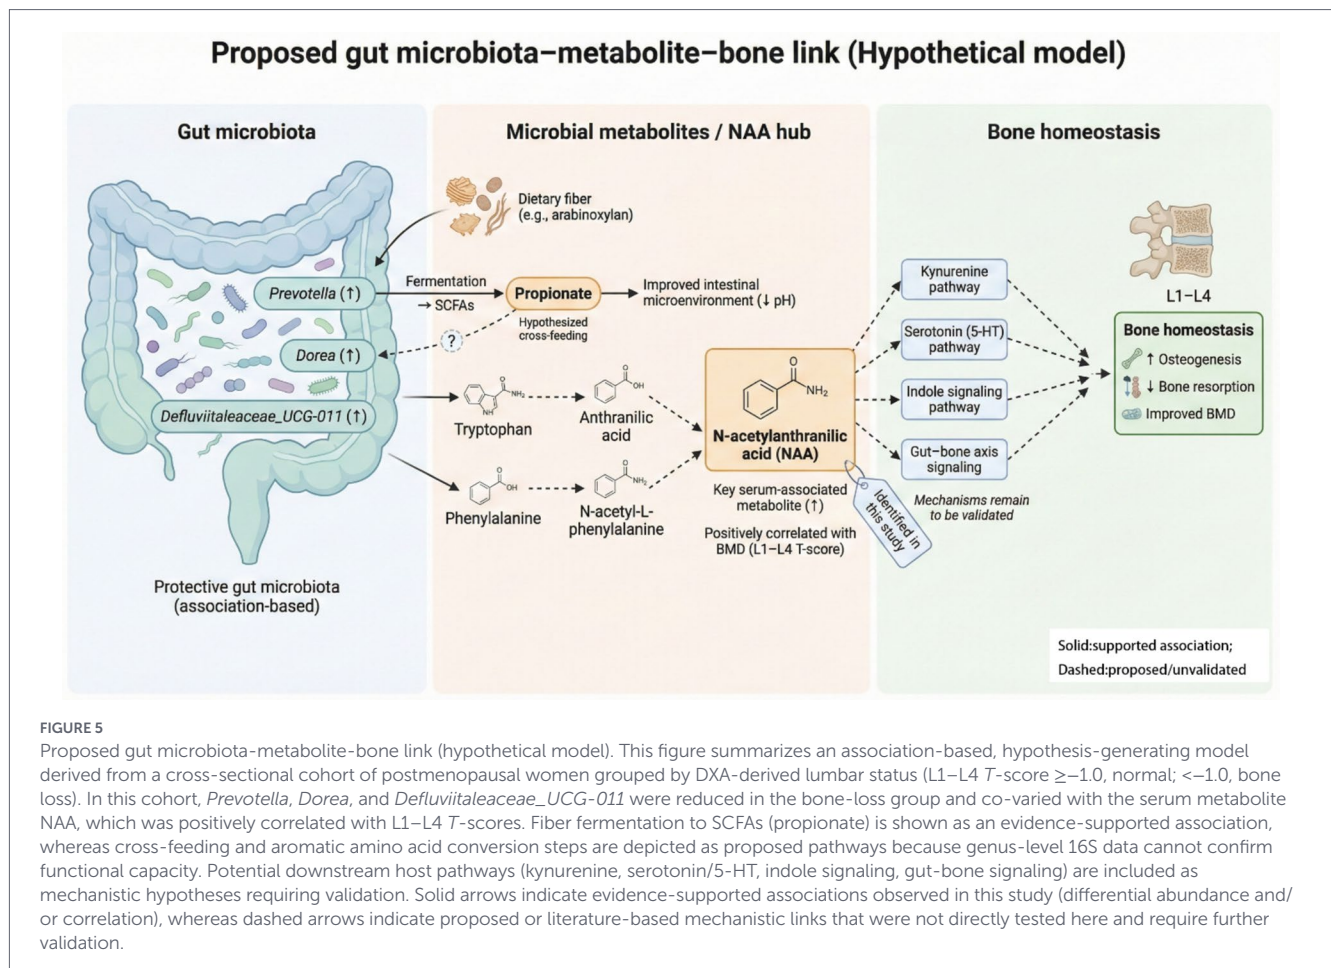 Proposed gut microbiota–metabolite–bone link (Hypothetical model)
Gut microbiota
Prevotella (↑)
Dorea (↑)
Defluviitaleaceae_UCG-011 (↑)
Protective gut microbiota
(association-based)
Microbial metabolites / NAA hub
Dietary fiber
(e.g., arabinoxylan)
Fermentation
→ SCFAs
Propionate
Improved intestinal
microenvironment (↓ pH)
Hypothesized
cross-feeding
?
NH₂
NH
Tryptophan
O
OH
Anthranilic
acid
O
OH
Phenylalanine
O
NH₂
N-acetyl-L-
phenylalanine
O
NH₂
N-acetylanthranilic
acid (NAA)
Key serum-associated
metabolite (↑)
Positively correlated with
BMD (L1–L4 T-score)
Identified in
this study
Bone homeostasis
Kynurenine
pathway
Serotonin (5-HT)
pathway
Indole signaling
pathway
Gut–bone axis
signaling
Mechanisms remain
to be validated
L1–L4
Bone homeostasis
↑ Osteogenesis
↓ Bone resorption
Improved BMD
Solid:supported association;
Dashed:proposed/unvalidated
FIGURE 5
Proposed gut microbiota-metabolite-bone link (hypothetical model). This figure summarizes an association-based, hypothesis-generating model
derived from a cross-sectional cohort of postmenopausal women grouped by DXA-derived lumbar status (L1–L4 T-score ≥−1.0, normal; <−1.0, bone
loss). In this cohort, Prevotella, Dorea, and Defluviitaleaceae_UCG-011 were reduced in the bone-loss group and co-varied with the serum metabolite
NAA, which was positively correlated with L1–L4 T-scores. Fiber fermentation to SCFAs (propionate) is shown as an evidence-supported association,
whereas cross-feeding and aromatic amino acid conversion steps are depicted as proposed pathways because genus-level 16S data cannot confirm
functional capacity. Potential downstream host pathways (kynurenine, serotonin/5-HT, indole signaling, gut-bone signaling) are included as
mechanistic hypotheses requiring validation. Solid arrows indicate evidence-supported associations observed in this study (differential abundance and/
or correlation), whereas dashed arrows indicate proposed or literature-based mechanistic links that were not directly tested here and require further
validation.